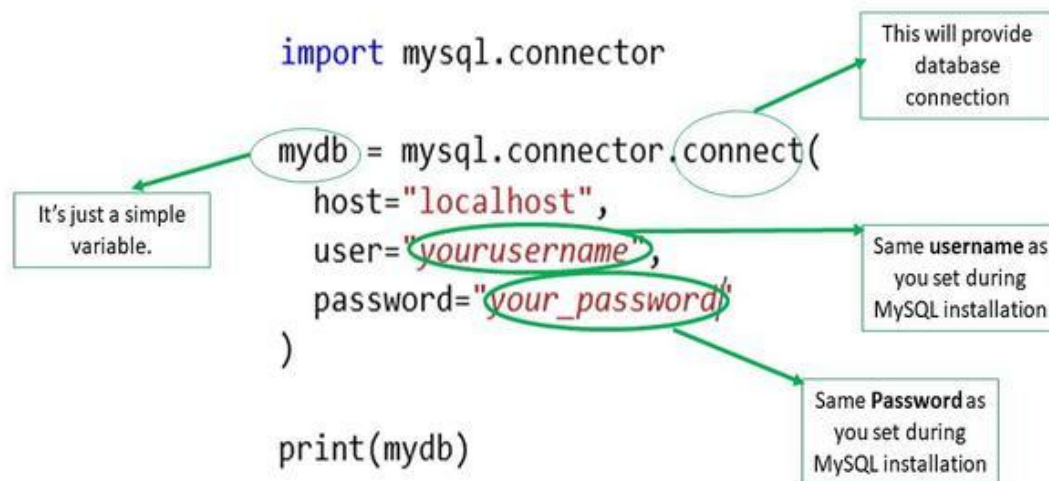 import mysql.connector
This will provide
database
connection
mydb = mysql.connector.connect(
host="localhost",
user="yourusername",
password="your_password"
)
It's just a simple
variable.
Same username as
you set during
MySQL installation
Same Password as
you set during
MySQL installation
print(mydb)